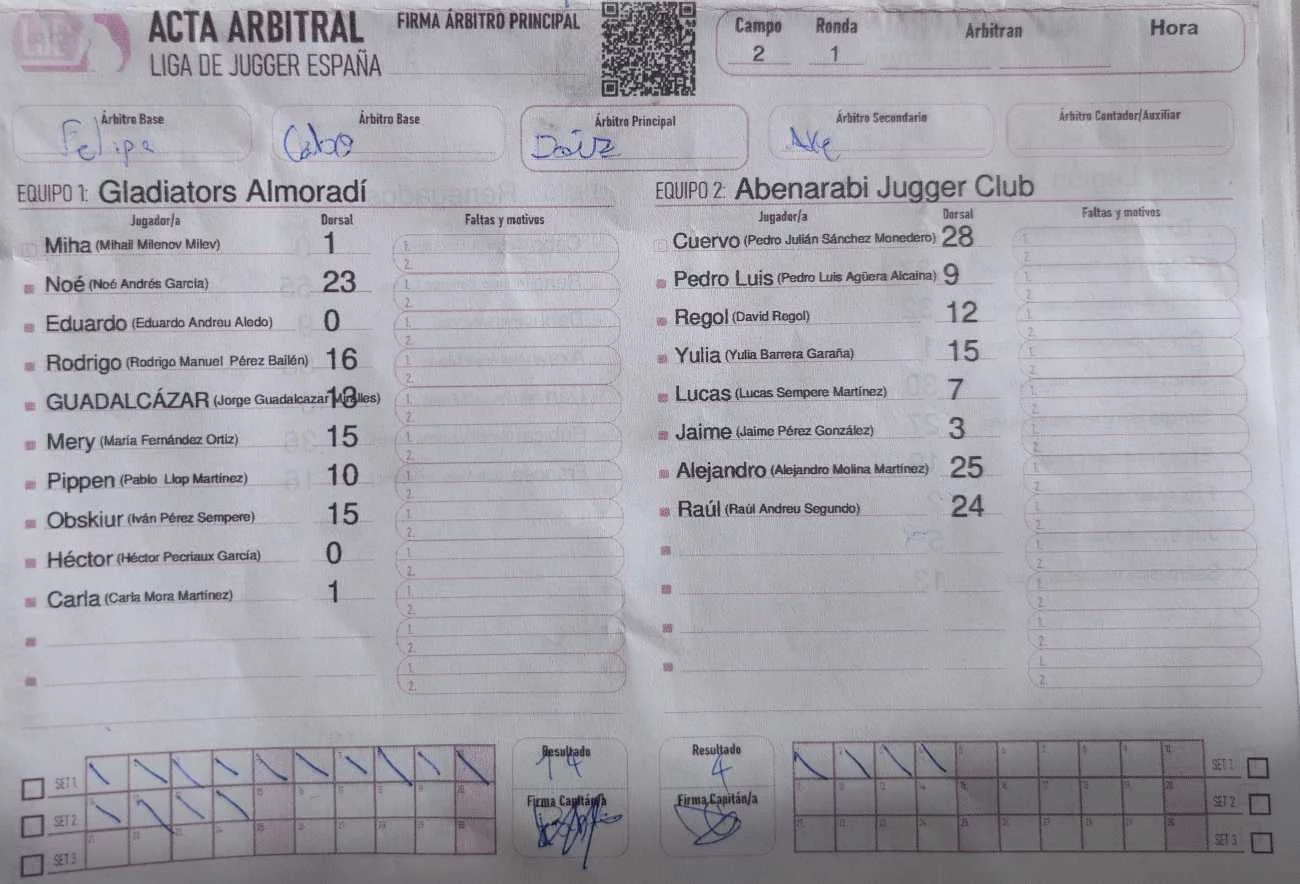 ACTA ARBITRAL
LIGA DE JUGGER ESPAÑA
FIRMA ÁRBITRO PRINCIPAL
Campo Ronda Arbitran Hora
2 1
Árbitro Base Árbitro Base Árbitro Principal Árbitro Secundario Árbitro Contador/Auxiliar
Felipe Cabo
EQUIPO 1: Gladiators Almoradí
Jugador/a Dorsal Faltas y motivos
Miha (Mihail Milenov Milev) 1
Noé (Noé Andrés García) 23
Eduardo (Eduardo Andreu Aledo) 0
Rodrigo (Rodrigo Manuel Pérez Bailén) 16
GUADALCÁZAR (Jorge Guadalcazar Miralles) 13
Mery (María Fernández Ortiz) 15
Pippen (Pablo Llop Martínez) 10
Obskiur (Iván Pérez Sempere) 15
Héctor (Héctor Pecriaux García) 0
Carla (Carla Mora Martínez) 1
EQUIPO 2: Abenarabi Jugger Club
Jugador/a Dorsal Faltas y motivos
Cuervo (Pedro Julián Sánchez Monedero) 28
Pedro Luis (Pedro Luis Agüera Alcaina) 9
Regol (David Regol) 12
Yulia (Yulia Barrera Garaña) 15
Lucas (Lucas Sempere Martínez) 7
Jaime (Jaime Pérez González) 3
Alejandro (Alejandro Molina Martínez) 25
Raúl (Raúl Andreu Segundo) 24
SET 1
SET 2
SET 3
Resultado
14
Firma Capitán/a
Resultado
4
Firma Capitán/a
SET 1
SET 2
SET 3